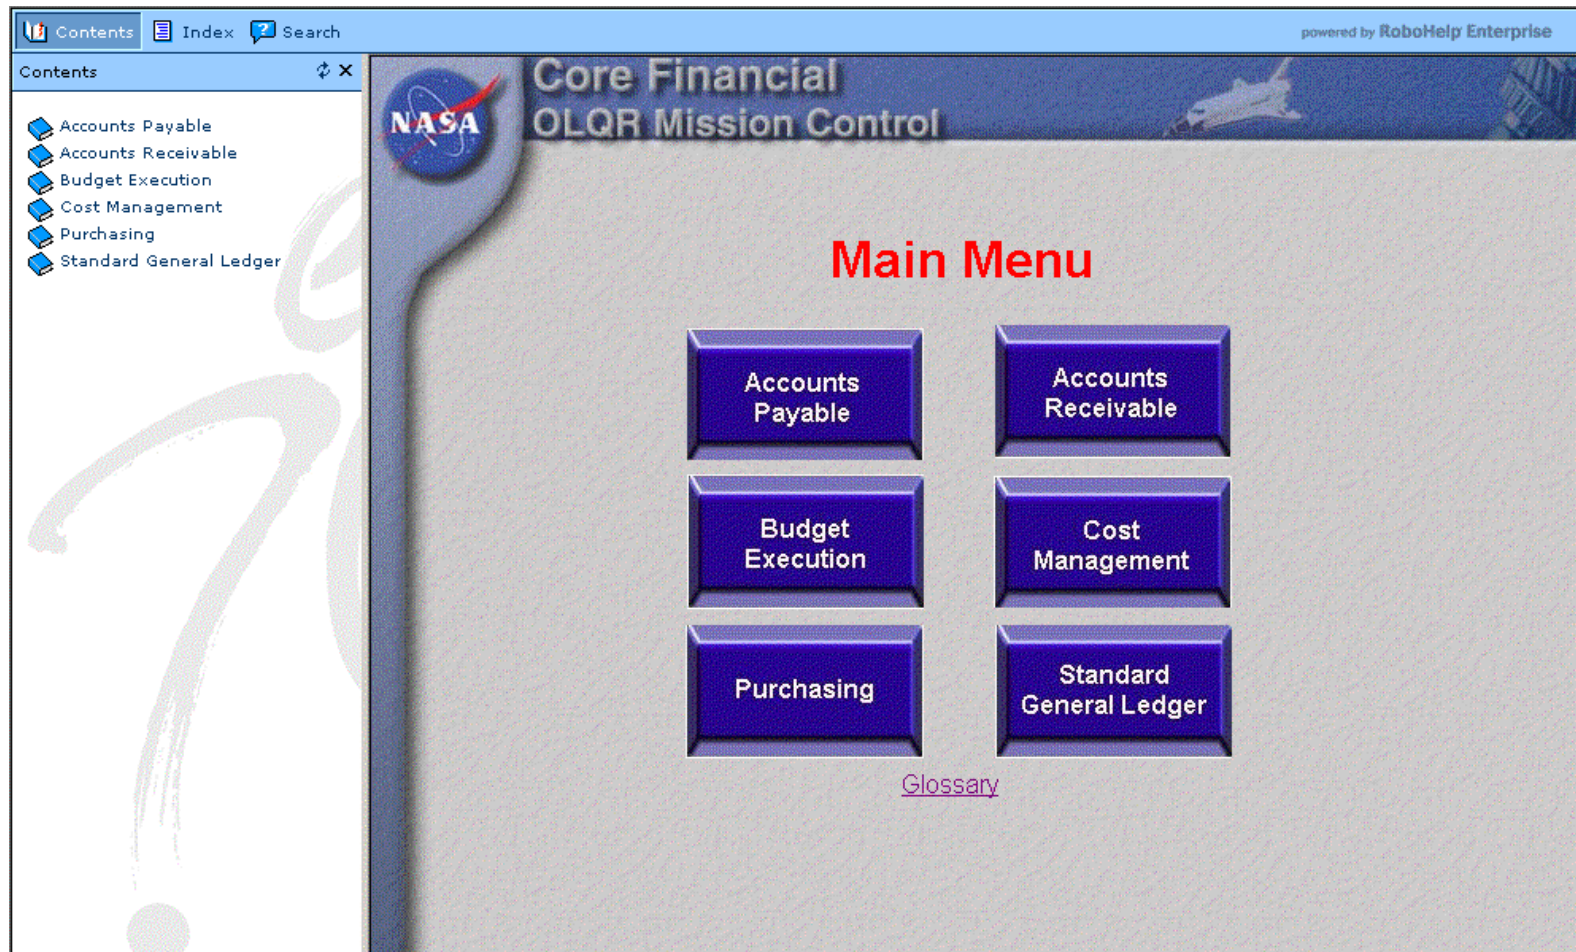 Contents Index Search
powered by RoboHelp Enterprise
Contents
Accounts Payable
Accounts Receivable
Budget Execution
Cost Management
Purchasing
Standard General Ledger
NASA
Core Financial
OLQR Mission Control
Main Menu
Accounts
Payable
Accounts
Receivable
Budget
Execution
Cost
Management
Purchasing
Standard
General Ledger
Glossary